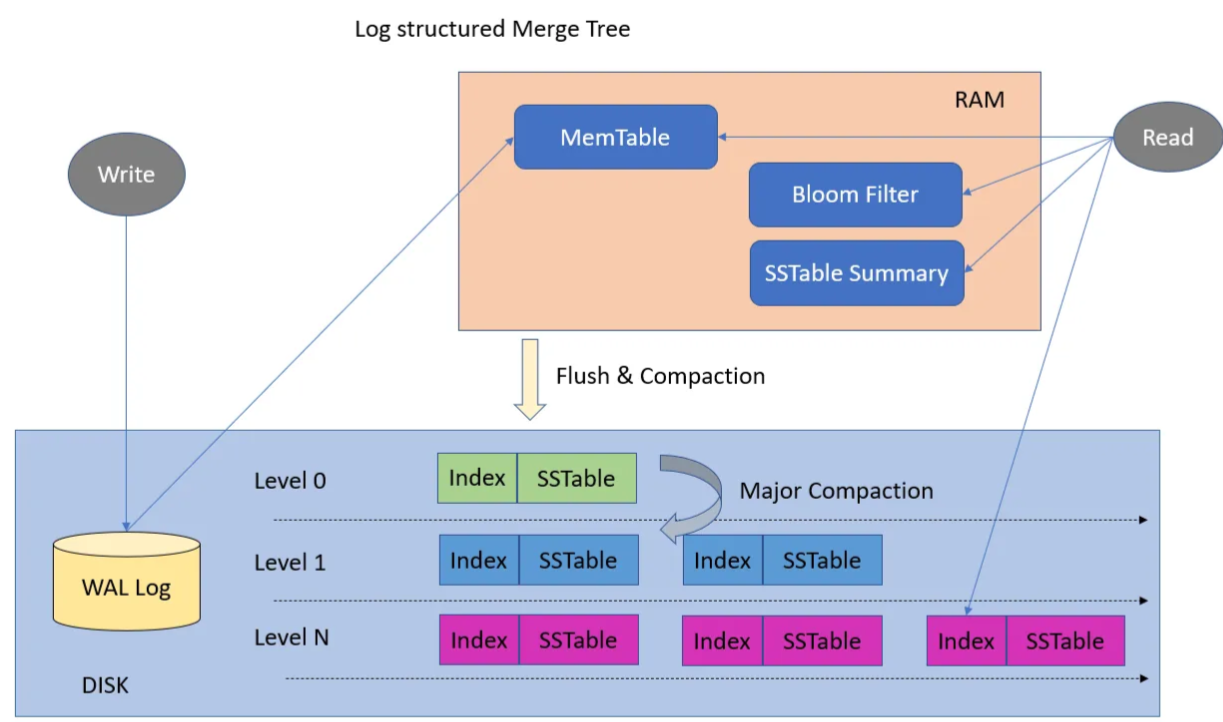 Log structured Merge Tree
RAM
MemTable
Read
Write
Bloom Filter
SSTable Summary
Flush & Compaction
Level 0
Index SSTable
Major Compaction
Level 1
Index SSTable Index SSTable
WAL Log
Level N
Index SSTable Index SSTable Index SSTable
DISK